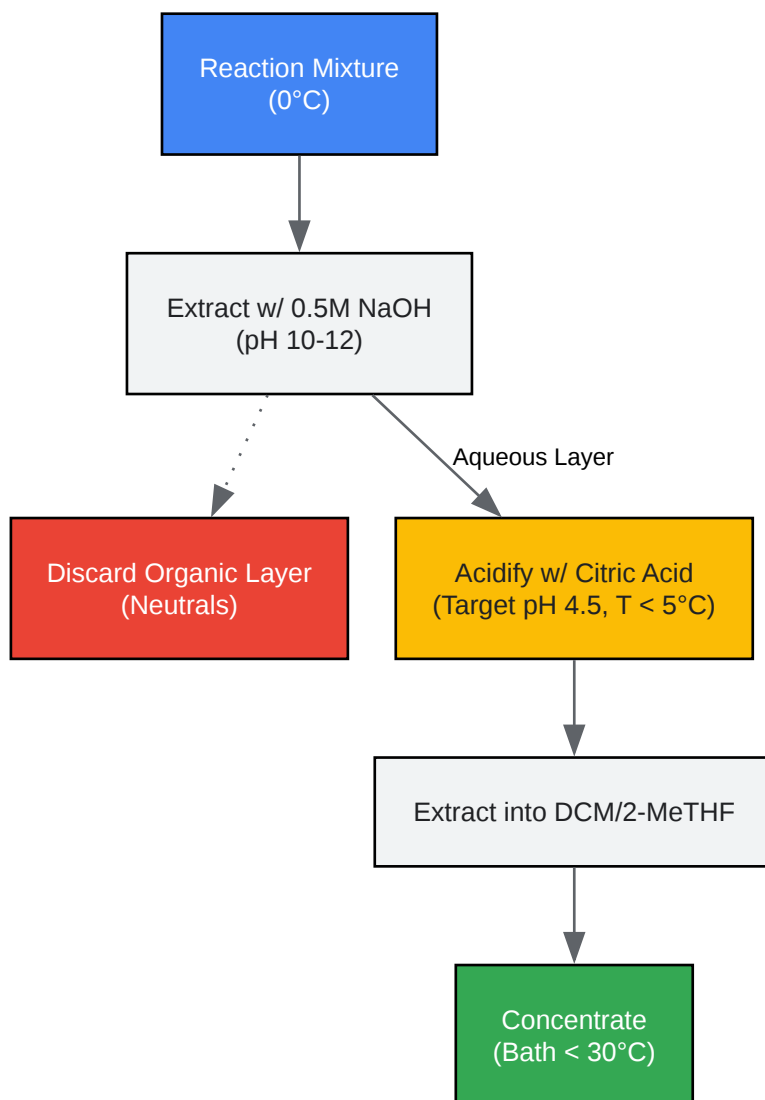 Reaction Mixture
(0°C)
Extract w/ 0.5M NaOH
(pH 10-12)
Aqueous Layer
Discard Organic Layer
(Neutrals)
Acidify w/ Citric Acid
(Target pH 4.5, T < 5°C)
Extract into DCM/2-MeTHF
Concentrate
(Bath < 30°C)